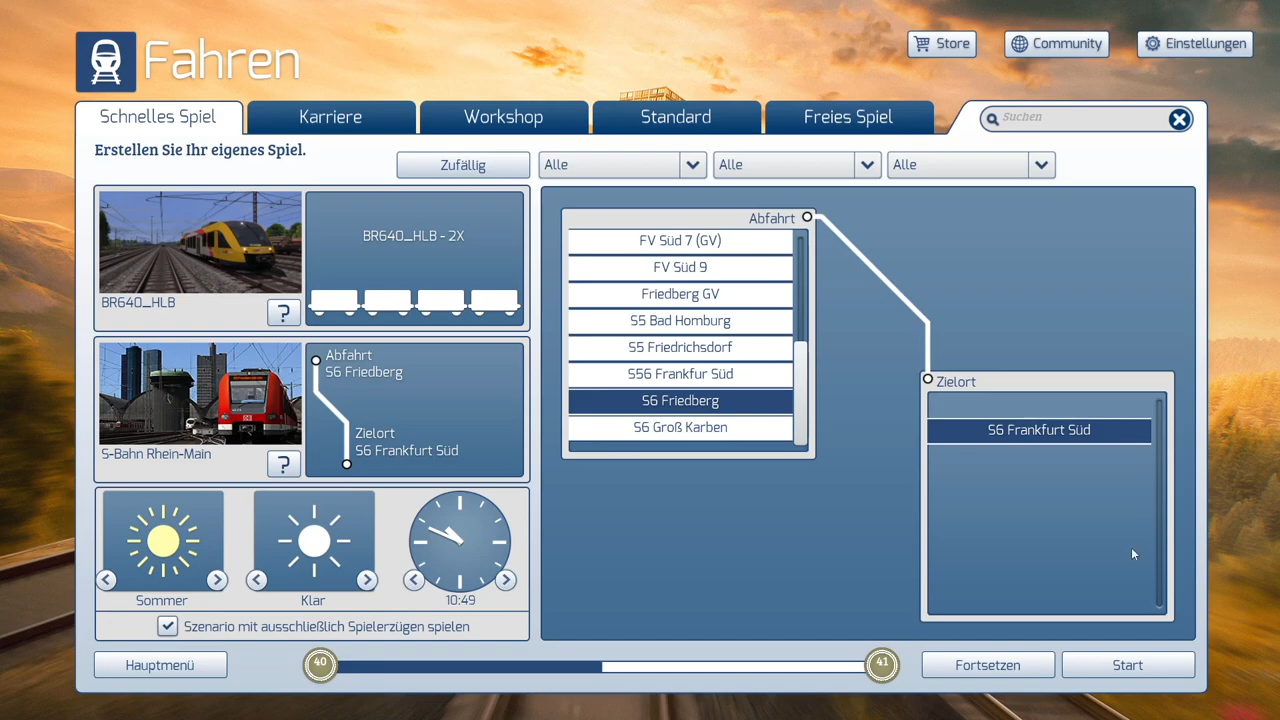 Fahren
Store
Community
Einstellungen
Schnelles Spiel
Karriere
Workshop
Standard
Freies Spiel
Suchen
Erstellen Sie Ihr eigenes Spiel.
Zufällig
Alle
Alle
Alle
BR640_HLB
?
BR640_HLB - 2X
S-Bahn Rhein-Main
?
Abfahrt
S6 Friedberg
Zielort
S6 Frankfurt Süd
Sommer
Klar
10:49
Szenario mit ausschließlich Spielerzügen spielen
Abfahrt
FV Süd 7 (GV)
FV Süd 9
Friedberg GV
S5 Bad Homburg
S5 Friedrichsdorf
S56 Frankfur Süd
S6 Friedberg
S6 Groß Karben
Zielort
S6 Frankfurt Süd
Hauptmenü
40
41
Fortsetzen
Start